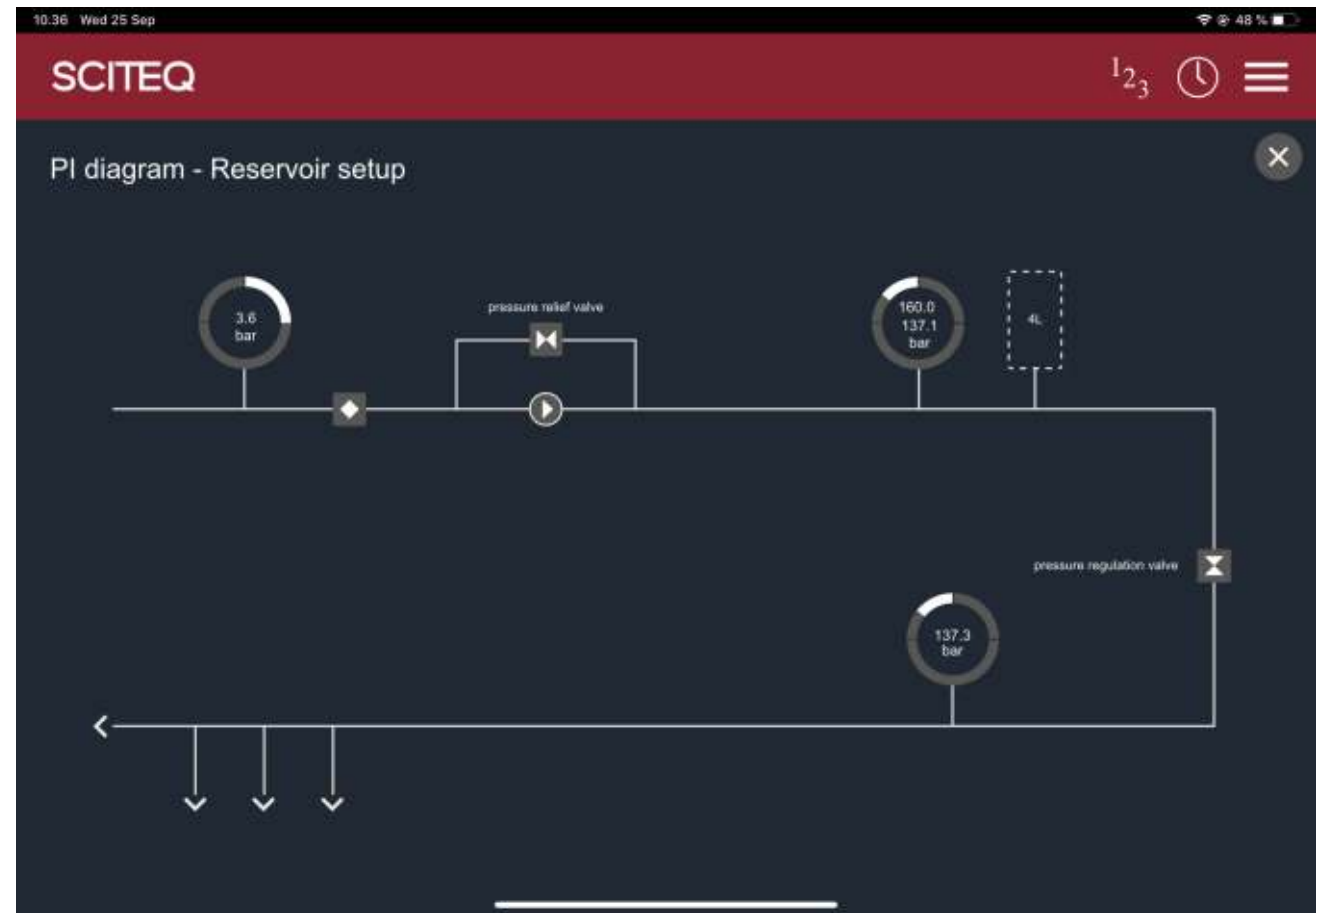 10.36 Wed 25 Sep
48 %
SCITEQ
123
PI diagram - Reservoir setup
3.6
bar
pressure relief valve
160.0
137.1
bar
4L
pressure regulation valve
137.3
bar